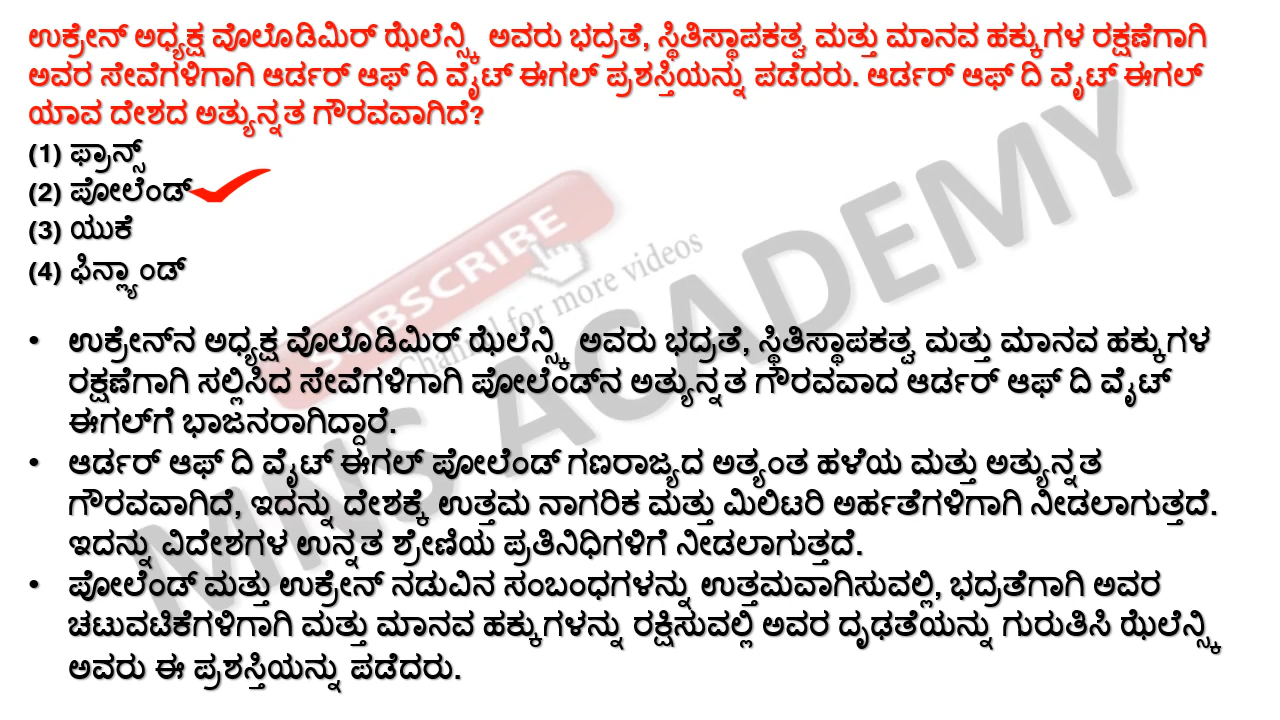 ಉಕ್ರೇನ್ ಅಧ್ಯಕ್ಷ ವೊಲೊಡಿಮಿರ್ ಝೆಲೆನ್ಸ್ಕಿ ಅವರು ಭದ್ರತೆ, ಸ್ಥಿತಿಸ್ಥಾಪಕತ್ವ ಮತ್ತು ಮಾನವ ಹಕ್ಕುಗಳ ರಕ್ಷಣೆಗಾಗಿ
ಅವರ ಸೇವೆಗಳಿಗಾಗಿ ಆರ್ಡರ್ ಆಫ್ ದಿ ವೈಟ್ ಈಗಲ್ ಪ್ರಶಸ್ತಿಯನ್ನು ಪಡೆದರು. ಆರ್ಡರ್ ಆಫ್ ದಿ ವೈಟ್ ಈಗಲ್
ಯಾವ ದೇಶದ ಅತ್ಯುನ್ನತ ಗೌರವವಾಗಿದೆ?
(1) ಫ್ರಾನ್ಸ್
(2) ಪೋಲೆಂಡ್
(3) ಯುಕೆ
(4) ಫಿನ್ಲ್ಯಾಂಡ್
SUBSCRIBE
Channel for more videos
MNS ACADEMY
• ಉಕ್ರೇನ್‌ನ ಅಧ್ಯಕ್ಷ ವೊಲೊಡಿಮಿರ್ ಝೆಲೆನ್ಸ್ಕಿ ಅವರು ಭದ್ರತೆ, ಸ್ಥಿತಿಸ್ಥಾಪಕತ್ವ ಮತ್ತು ಮಾನವ ಹಕ್ಕುಗಳ
ರಕ್ಷಣೆಗಾಗಿ ಸಲ್ಲಿಸಿದ ಸೇವೆಗಳಿಗಾಗಿ ಪೋಲೆಂಡ್‌ನ ಅತ್ಯುನ್ನತ ಗೌರವವಾದ ಆರ್ಡರ್ ಆಫ್ ದಿ ವೈಟ್
ಈಗಲ್‌ಗೆ ಭಾಜನರಾಗಿದ್ದಾರೆ.
• ಆರ್ಡರ್ ಆಫ್ ದಿ ವೈಟ್ ಈಗಲ್ ಪೋಲೆಂಡ್ ಗಣರಾಜ್ಯದ ಅತ್ಯಂತ ಹಳೆಯ ಮತ್ತು ಅತ್ಯುನ್ನತ
ಗೌರವವಾಗಿದೆ, ಇದನ್ನು ದೇಶಕ್ಕೆ ಉತ್ತಮ ನಾಗರಿಕ ಮತ್ತು ಮಿಲಿಟರಿ ಅರ್ಹತೆಗಳಿಗಾಗಿ ನೀಡಲಾಗುತ್ತದೆ.
ಇದನ್ನು ವಿದೇಶಗಳ ಉನ್ನತ ಶ್ರೇಣಿಯ ಪ್ರತಿನಿಧಿಗಳಿಗೆ ನೀಡಲಾಗುತ್ತದೆ.
• ಪೋಲೆಂಡ್ ಮತ್ತು ಉಕ್ರೇನ್ ನಡುವಿನ ಸಂಬಂಧಗಳನ್ನು ಉತ್ತಮವಾಗಿಸುವಲ್ಲಿ, ಭದ್ರತೆಗಾಗಿ ಅವರ
ಚಟುವಟಿಕೆಗಳಿಗಾಗಿ ಮತ್ತು ಮಾನವ ಹಕ್ಕುಗಳನ್ನು ರಕ್ಷಿಸುವಲ್ಲಿ ಅವರ ದೃಢತೆಯನ್ನು ಗುರುತಿಸಿ ಝೆಲೆನ್ಸ್ಕಿ
ಅವರು ಈ ಪ್ರಶಸ್ತಿಯನ್ನು ಪಡೆದರು.